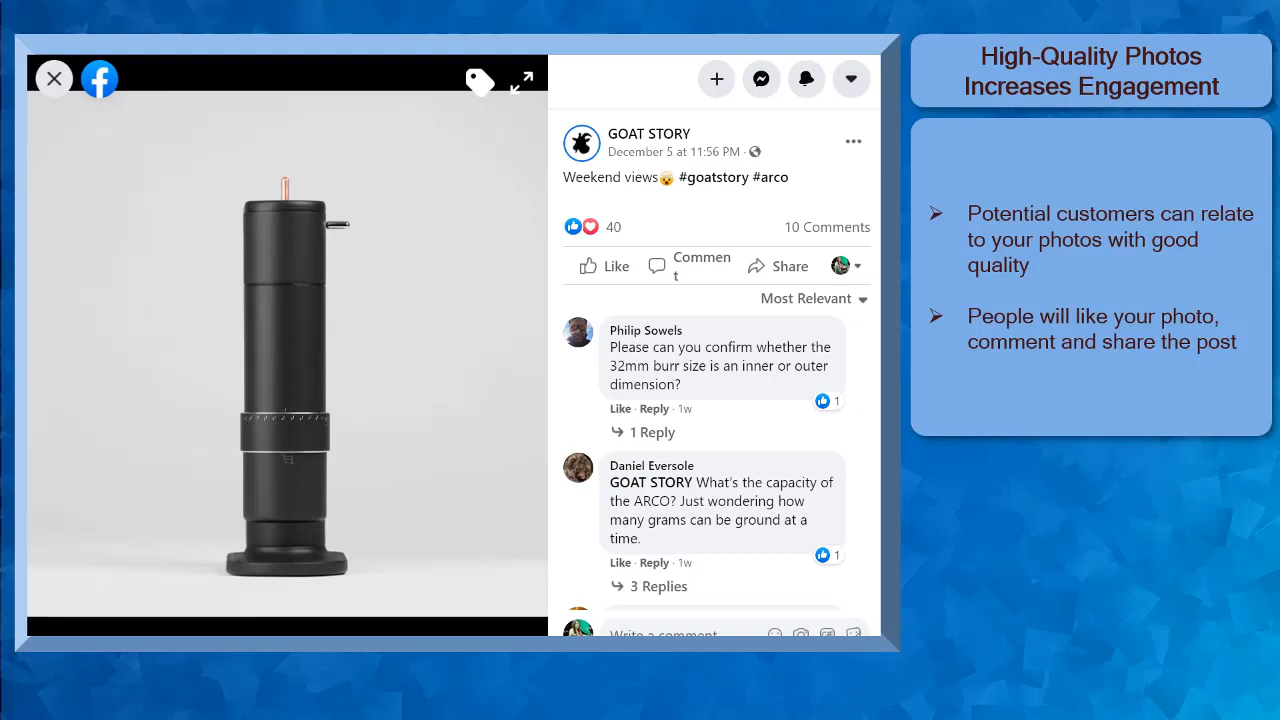 GOAT STORY
December 5 at 11:56 PM ·
Weekend views🤯 #goatstory #arco
40
10 Comments
Like
Commen
t
Share
Most Relevant
Philip Sowels
Please can you confirm whether the
32mm burr size is an inner or outer
dimension?
1
Like · Reply · 1w
1 Reply
Daniel Eversole
GOAT STORY What's the capacity of
the ARCO? Just wondering how
many grams can be ground at a
time.
1
Like · Reply · 1w
3 Replies
Write a comment
GIF
High-Quality Photos
Increases Engagement
Potential customers can relate
to your photos with good
quality
People will like your photo,
comment and share the post